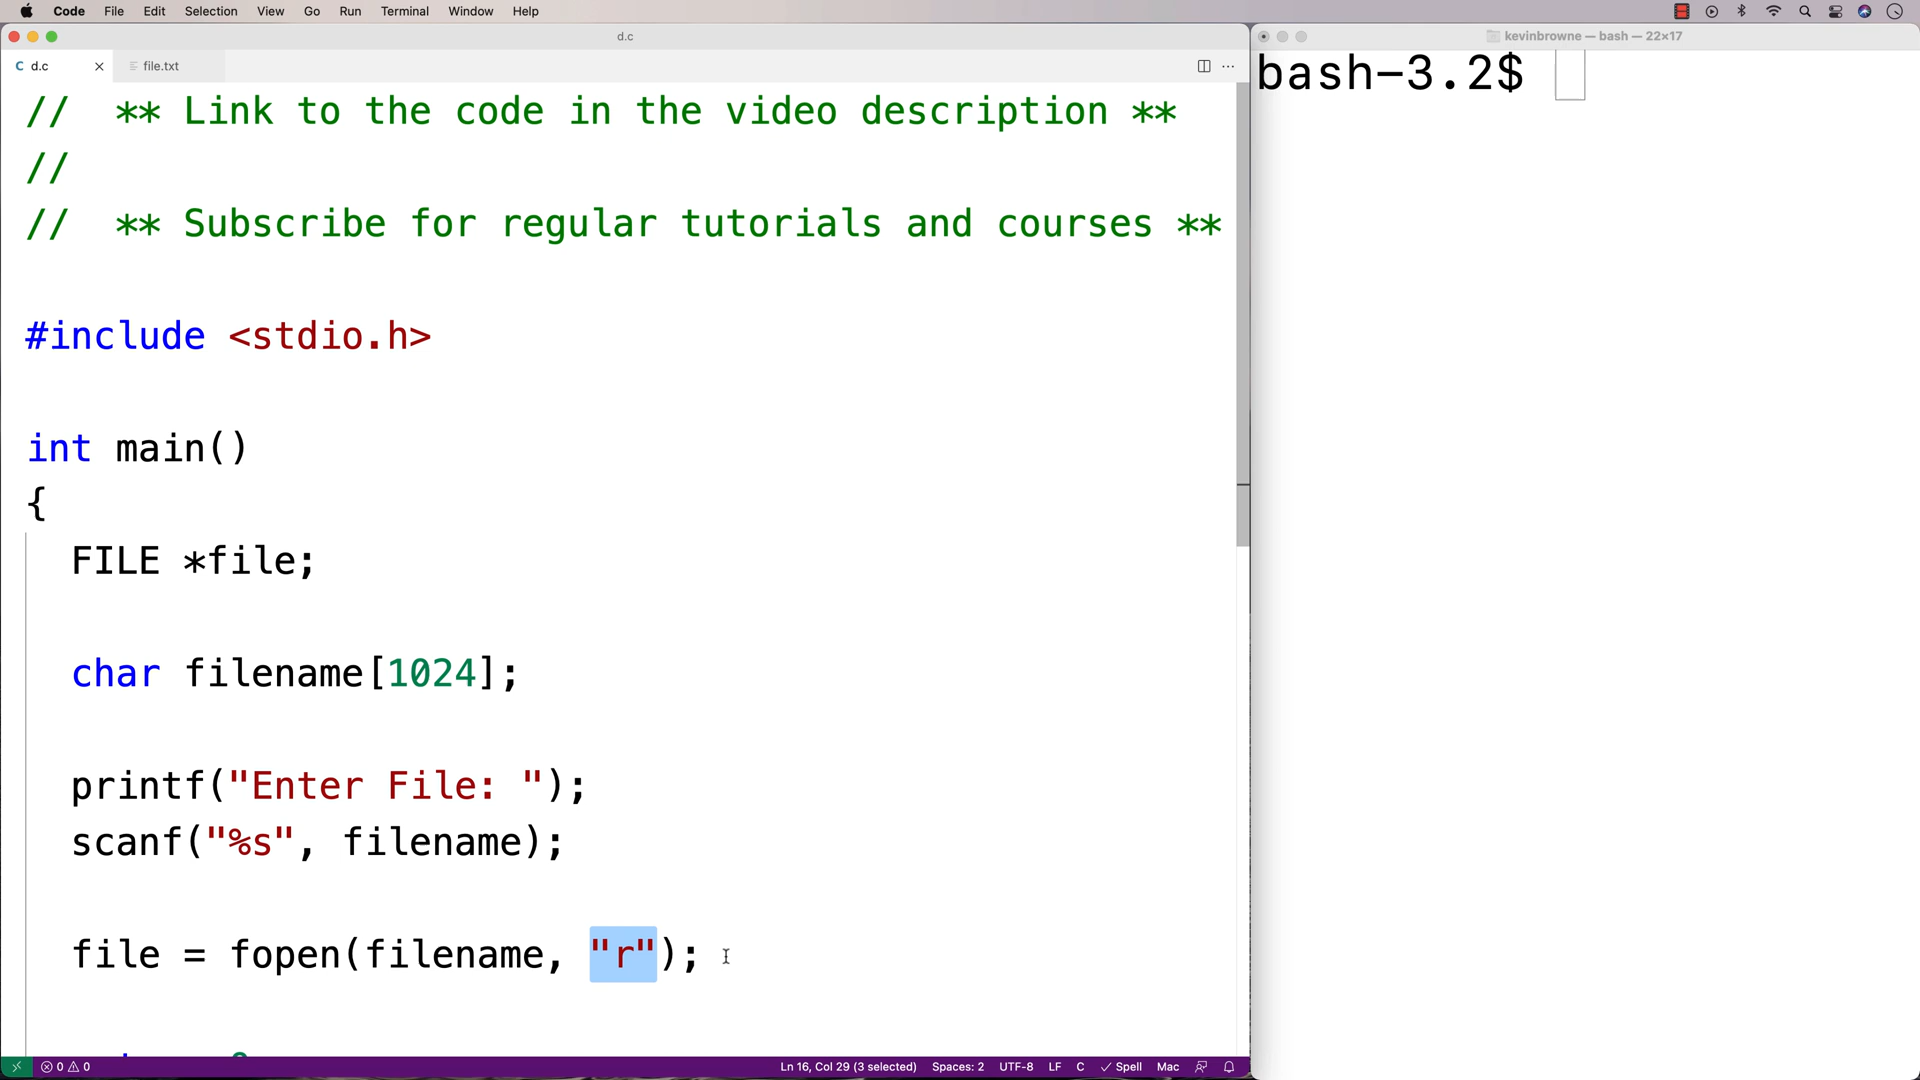 Code File Edit Selection View Go Run Terminal Window Help
d.c
C d.c × file.txt ...
// ** Link to the code in the video description **
//
// ** Subscribe for regular tutorials and courses **
#include <stdio.h>
int main()
{
FILE *file;
char filename[1024];
printf("Enter File: ");
scanf("%s", filename);
file = fopen(filename, "r");
0 0 Ln 16, Col 29 (3 selected) Spaces: 2 UTF-8 LF C ✓ Spell Mac
kevinbrowne — bash — 22×17
bash-3.2$